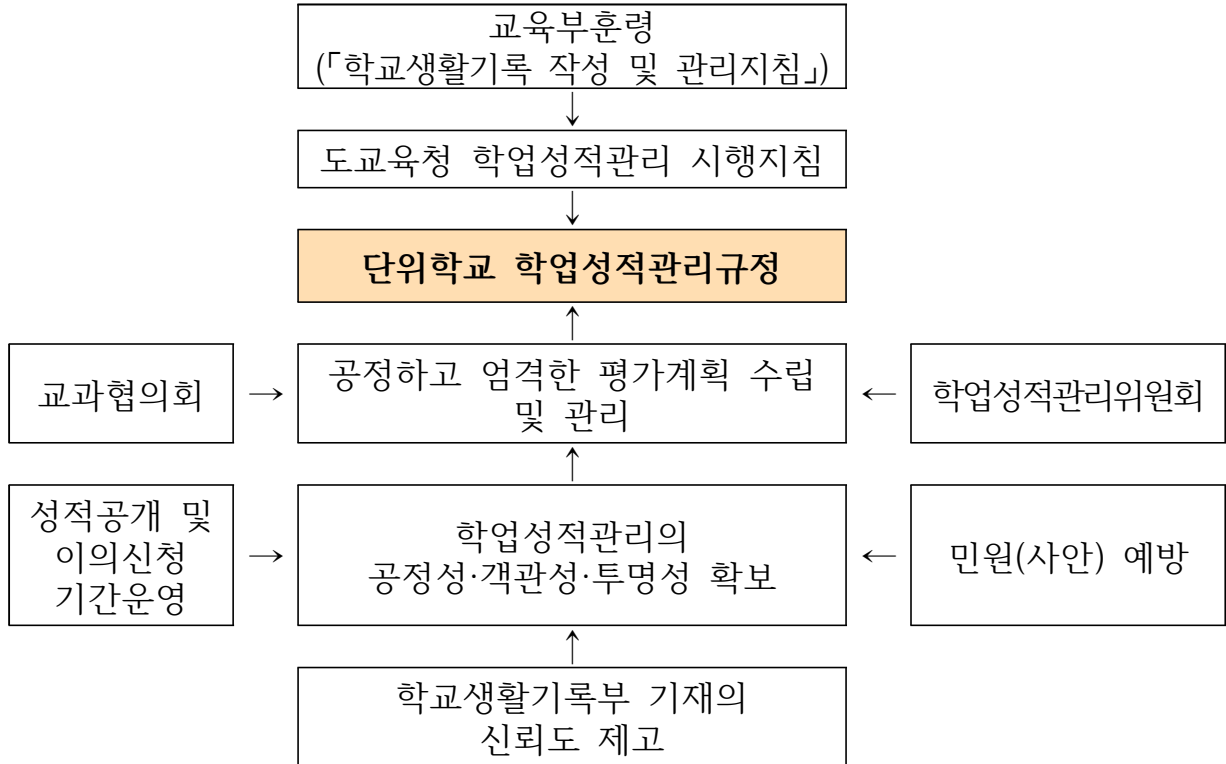 교육부훈령
(「학교생활기록 작성 및 관리지침」)
↓
도교육청 학업성적관리 시행지침
↓
단위학교 학업성적관리규정
↑
교과협의회
→
공정하고 엄격한 평가계획 수립
및 관리
←
학업성적관리위원회
↑
성적공개 및
이의신청
기간운영
→
학업성적관리의
공정성·객관성·투명성 확보
←
민원(사안) 예방
↑
학교생활기록부 기재의
신뢰도 제고